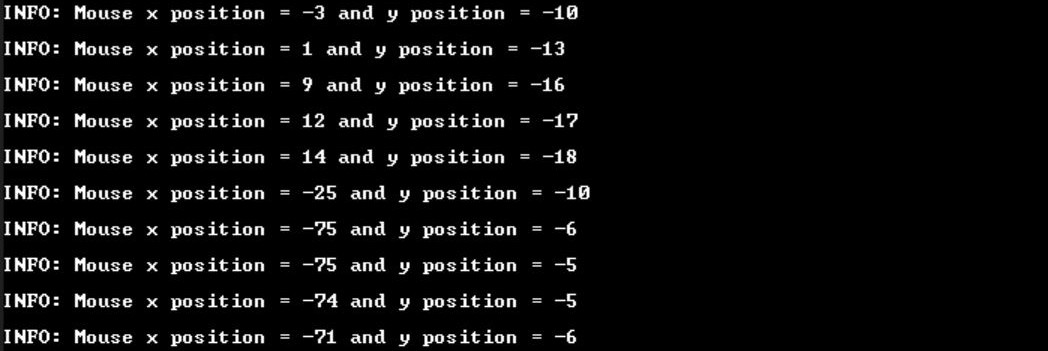 INFO: Mouse x position = -3 and y position = -10
INFO: Mouse x position = 1 and y position = -13
INFO: Mouse x position = 9 and y position = -16
INFO: Mouse x position = 12 and y position = -17
INFO: Mouse x position = 14 and y position = -18
INFO: Mouse x position = -25 and y position = -10
INFO: Mouse x position = -75 and y position = -6
INFO: Mouse x position = -75 and y position = -5
INFO: Mouse x position = -74 and y position = -5
INFO: Mouse x position = -71 and y position = -6